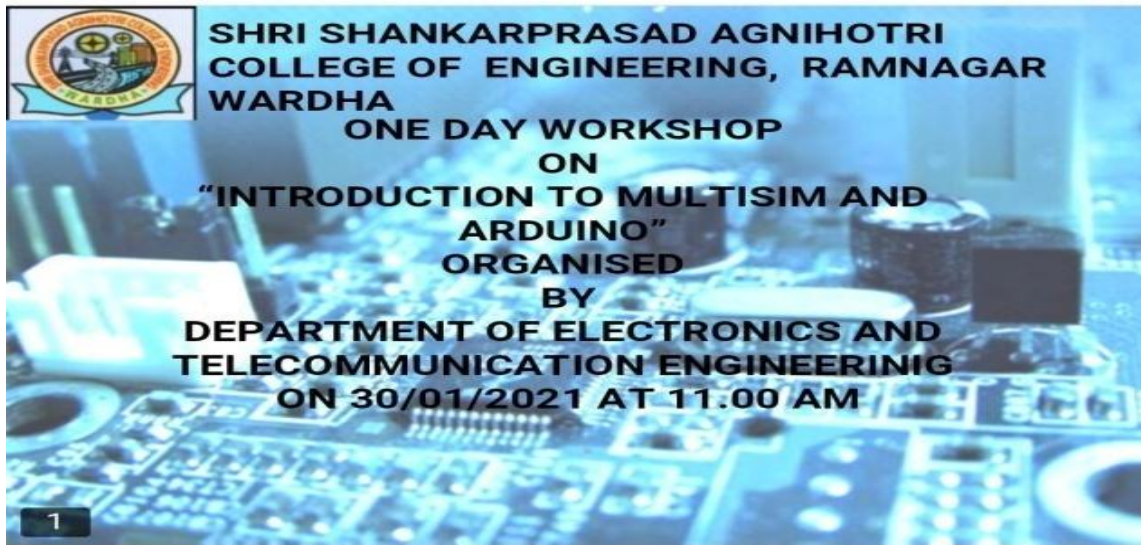 SHRI SHANKARPRASAD AGNIHOTRI
COLLEGE OF ENGINEERING, RAMNAGAR
WARDHA
ONE DAY WORKSHOP
ON
“INTRODUCTION TO MULTISIM AND
ARDUINO”
ORGANISED
BY
DEPARTMENT OF ELECTRONICS AND
TELECOMMUNICATION ENGINEERINIG
ON 30/01/2021 AT 11.00 AM
WARDHA
1